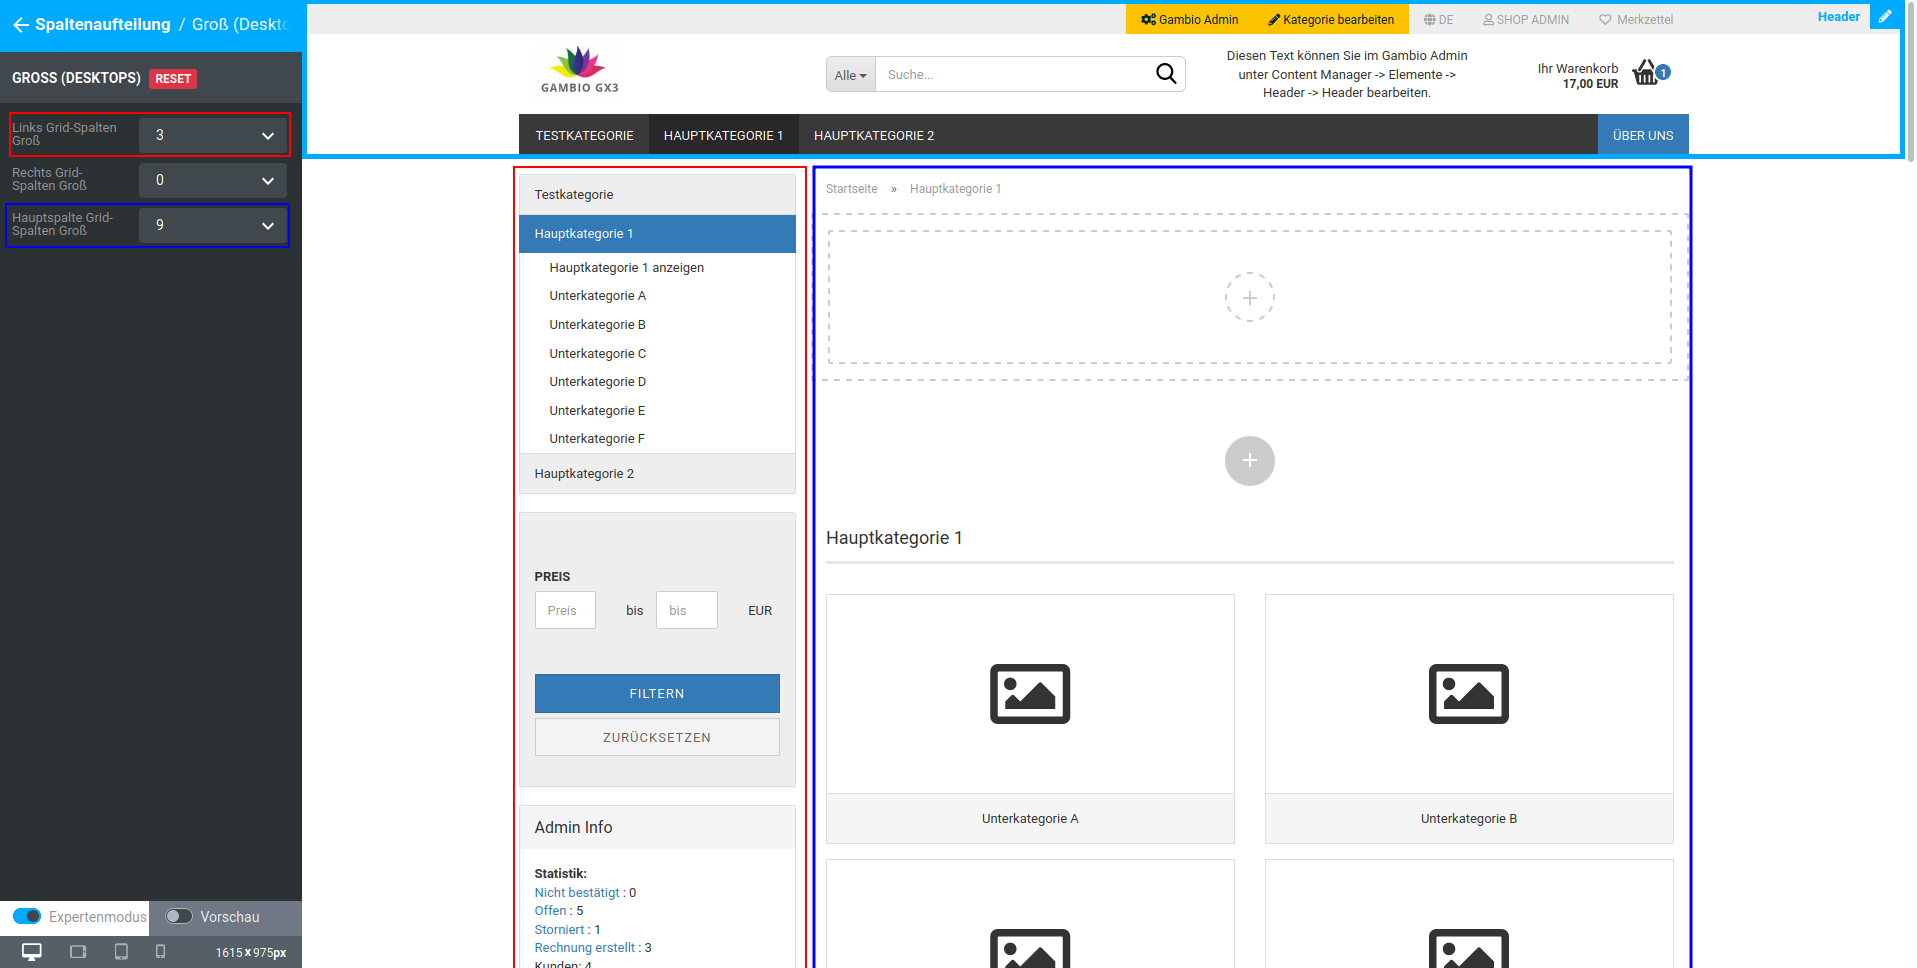 Spaltenaufteilung / Groß (Deskto
GROSS (DESKTOPS) RESET
Links Grid-Spalten
Groß
3
Rechts Grid-
Spalten Groß
0
Hauptspalte Grid-
Spalten Groß
9
Expertenmodus
Vorschau
1615 x 975px
Gambio Admin
Kategorie bearbeiten
DE
SHOP ADMIN
Merkzettel
Header
GAMBIO GX3
Alle
Suche...
Diesen Text können Sie im Gambio Admin
unter Content Manager -> Elemente ->
Header -> Header bearbeiten.
Ihr Warenkorb
17,00 EUR
1
TESTKATEGORIE
HAUPTKATEGORIE 1
HAUPTKATEGORIE 2
ÜBER UNS
Testkategorie
Hauptkategorie 1
Hauptkategorie 1 anzeigen
Unterkategorie A
Unterkategorie B
Unterkategorie C
Unterkategorie D
Unterkategorie E
Unterkategorie F
Hauptkategorie 2
PREIS
Preis bis bis EUR
FILTERN
ZURÜCKSETZEN
Admin Info
Statistik:
Nicht bestätigt : 0
Offen : 5
Storniert : 1
Rechnung erstellt : 3
Kunden: 4
Startseite » Hauptkategorie 1
Hauptkategorie 1
Unterkategorie A
Unterkategorie B